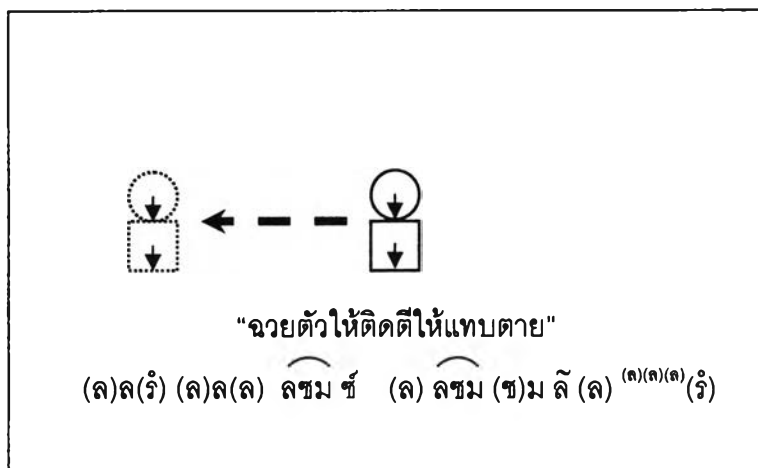 “ฉวยตัวให้ติดตีให้แทบตาย”
(ล)ล(รํ) (ล)ล(ล) ลซม ซํ (ล) ลซม (ซ)ม ลํ (ล) (ล)(ล)(ล)(รํ)